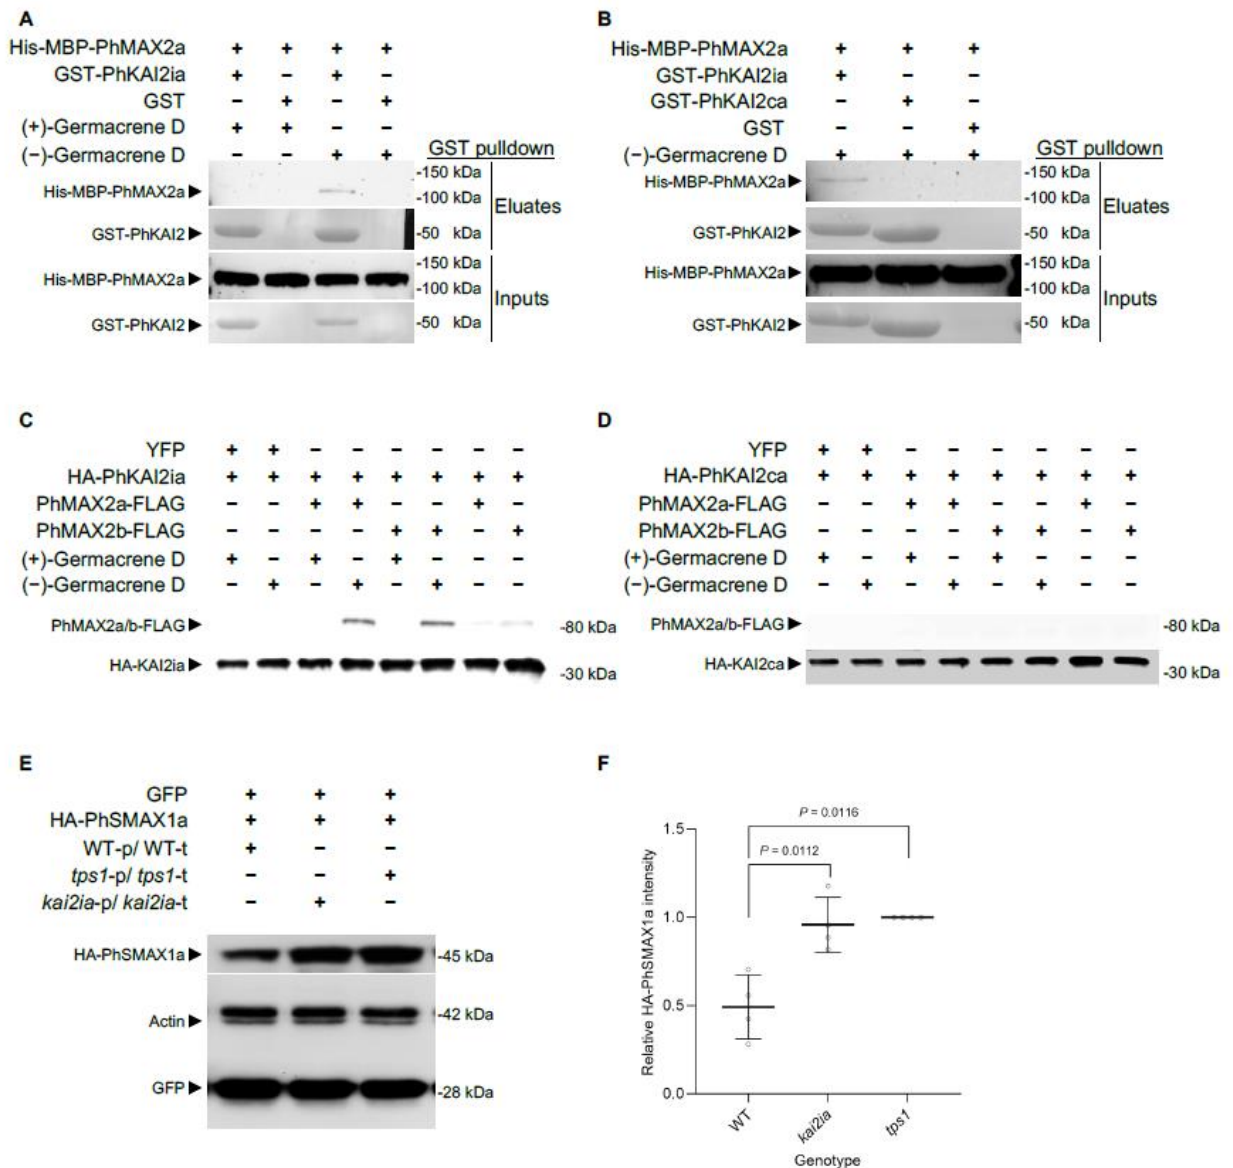 A
His-MBP-PhMAX2a + + + +
GST-PhKAI2ia + − + −
GST − + − +
(+)-Germacrene D + + − −
(−)-Germacrene D − − + +
GST pulldown
His-MBP-PhMAX2a -150 kDa
-100 kDa
Eluates
GST-PhKAI2 -50 kDa
His-MBP-PhMAX2a -150 kDa
-100 kDa
Inputs
GST-PhKAI2 -50 kDa
B
His-MBP-PhMAX2a + + +
GST-PhKAI2ia + − −
GST-PhKAI2ca − + −
GST − − +
(−)-Germacrene D + + +
GST pulldown
His-MBP-PhMAX2a -150 kDa
-100 kDa
Eluates
GST-PhKAI2 -50 kDa
His-MBP-PhMAX2a -150 kDa
-100 kDa
Inputs
GST-PhKAI2 -50 kDa
C
YFP + + − − − − − −
HA-PhKAI2ia + + + + + + + +
PhMAX2a-FLAG − − + + − − + −
PhMAX2b-FLAG − − − − + + − +
(+)-Germacrene D + − + − + − − −
(−)-Germacrene D − + − + − + − −
PhMAX2a/b-FLAG -80 kDa
HA-KAI2ia -30 kDa
D
YFP + + − − − − − −
HA-PhKAI2ca + + + + + + + +
PhMAX2a-FLAG − − + + − − + −
PhMAX2b-FLAG − − − − + + − +
(+)-Germacrene D + − + − + − − −
(−)-Germacrene D − + − + − + − −
PhMAX2a/b-FLAG -80 kDa
HA-KAI2ca -30 kDa
E
GFP + + +
HA-PhSMAX1a + + +
WT-p/ WT-t + − −
tps1-p/ tps1-t − − +
kai2ia-p/ kai2ia-t − + −
HA-PhSMAX1a -45 kDa
Actin -42 kDa
GFP -28 kDa
F
P = 0.0116
P = 0.0112
Relative HA-PhSMAX1a intensity
1.5
1.0
0.5
0.0
WT kai2ia tps1
Genotype